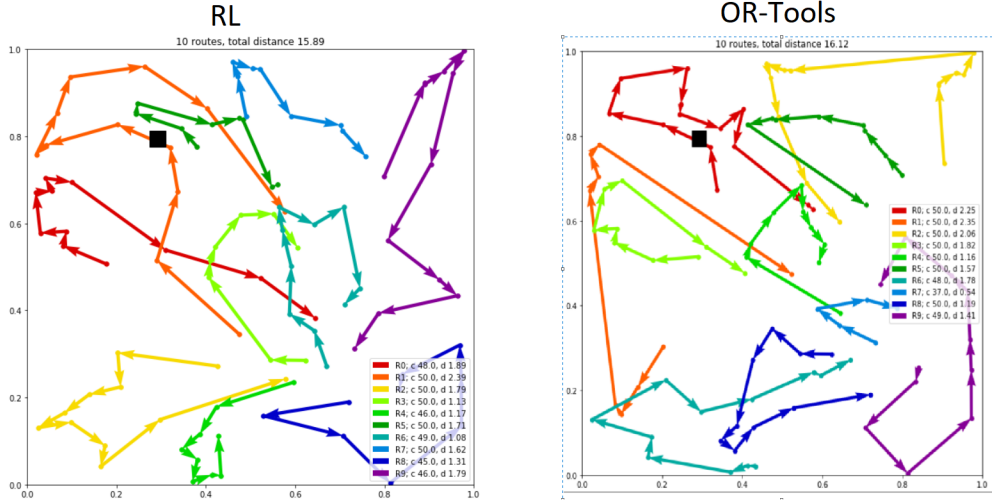 RL
10 routes, total distance 15.89
1.0
0.8
0.6
0.4
0.2
0.0
0.0 0.2 0.4 0.6 0.8 1.0
R0; c 48.0, d 1.89
R1; c 50.0, d 2.39
R2; c 50.0, d 1.79
R3; c 50.0, d 1.13
R4; c 46.0, d 1.17
R5; c 50.0, d 1.71
R6; c 49.0, d 1.08
R7; c 50.0, d 1.62
R8; c 45.0, d 1.31
R9; c 46.0, d 1.79
OR-Tools
10 routes, total distance 16.12
1.0
0.8
0.6
0.4
0.2
0.0
0.0 0.2 0.4 0.6 0.8 1.0
R0; c 50.0, d 2.25
R1; c 50.0, d 2.35
R2; c 50.0, d 2.06
R3; c 50.0, d 1.82
R4; c 50.0, d 1.16
R5; c 50.0, d 1.57
R6; c 48.0, d 1.78
R7; c 37.0, d 0.54
R8; c 50.0, d 1.19
R9; c 49.0, d 1.41